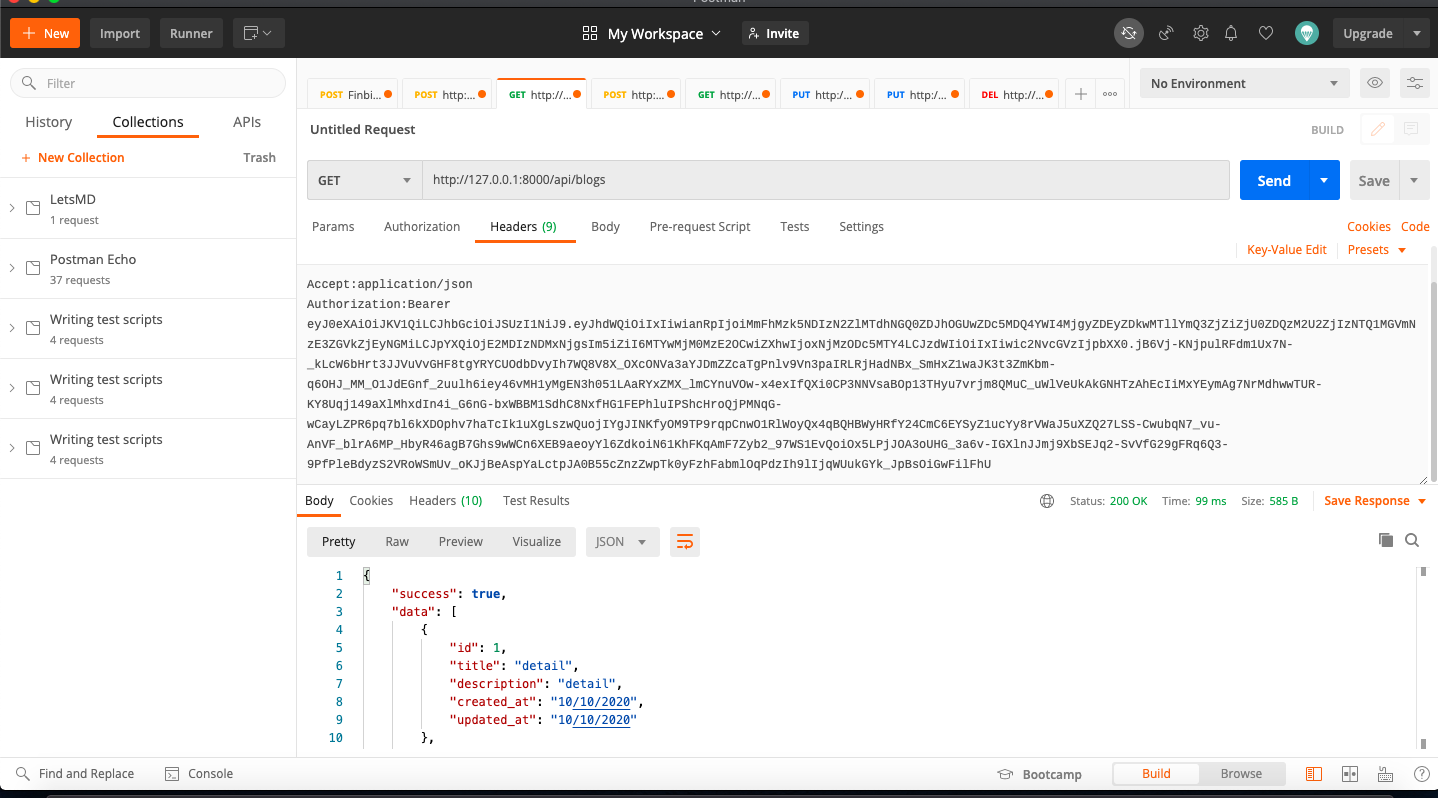 Postman
New Import Runner My Workspace Invite Upgrade
Filter
History Collections APIs
New Collection Trash
LetsMD
1 request
Postman Echo
37 requests
Writing test scripts
4 requests
Writing test scripts
4 requests
Writing test scripts
4 requests
POST Finbi... POST http:... GET http://... POST http:... GET http://... PUT http:/... PUT http:/... DEL http://... No Environment
Untitled Request BUILD
GET http://127.0.0.1:8000/api/blogs Send Save
Params Authorization Headers (9) Body Pre-request Script Tests Settings Cookies Code
Key-Value Edit Presets
Accept:application/json
Authorization:Bearer
eyJ0eXAiOiJKV1QiLCJhbGciOiJSUzI1NiJ9.eyJhdWQiOiIxIiwianRpIjoiMmFhMzk5NDIzN2ZlMTdhNGQ0ZDJhOGUwZDc5MDQ4YWI4MjgyZDEyZDkwMTllYmQ3ZjZiZjU0ZDQzM2U2ZjIzNTQ1MGVmN
zE3ZGVkZjEyNGMiLCJpYXQiOjE2MDIzNDMxNjgsIm5iZiI6MTYwMjM0MzE2OCwiZXhwIjoxNjMzODc5MTY4LCJzdWIiOiIxIiwic2NvcGVzIjpbXX0.jB6Vj-KNjpulRFdm1Ux7N-
_kLcW6bHrt3JJVuVvGHF8tgYRYCUOdbDvyIh7WQ8V8X_OXcONVa3aYJDmZZcaTgPnlv9Vn3paIRLRjHadNBx_SmHxZ1waJK3t3ZmKbm-
q6OHJ_MM_O1JdEGnf_2uulh6iey46vMH1yMgEN3h051LAaRYxZMX_lmCYnuVOw-x4exIfQXi0CP3NNVsaBOp13THyu7vrjm8QMuC_uWlVeUkAkGNHTzAhEcIiMxYEymAg7NrMdhwwTUR-
KY8Uqj149aXlMhxdIn4i_G6nG-bxWBBM1SdhC8NxfHG1FEPhluIPShcHroQjPMNqG-
wCayLZPR6pq7bl6kXDOphv7haTcIk1uXgLszwQuojIYgJINKfyOM9TP9rqpCnwO1RlWoyQx4qBQHBWyHRfY24CmC6EYSyZ1ucYy8rVWaJ5uXZQ27LSS-CwubqN7_vu-
AnVF_blrA6MP_HbyR46agB7Ghs9wWCn6XEB9aeoyYl6ZdkoiN61KhFKqAmF7Zyb2_97WS1EvQoiOx5LPjJOA3oUHG_3a6v-IGXlnJJmj9XbSEJq2-SvVfG29gFRq6Q3-
9PfPleBdyzS2VRoWSmUv_oKJjBeAspYaLctpJA0B55cZnzZwpTk0yFzhFabmlOqPdzIh9lIjqWUukGYk_JpBsOiGwFilFhU
Body Cookies Headers (10) Test Results Status: 200 OK Time: 99 ms Size: 585 B Save Response
Pretty Raw Preview Visualize JSON
1 {
2 "success": true,
3 "data": [
4 {
5 "id": 1,
6 "title": "detail",
7 "description": "detail",
8 "created_at": "10/10/2020",
9 "updated_at": "10/10/2020"
10 },
Find and Replace Console Bootcamp Build Browse